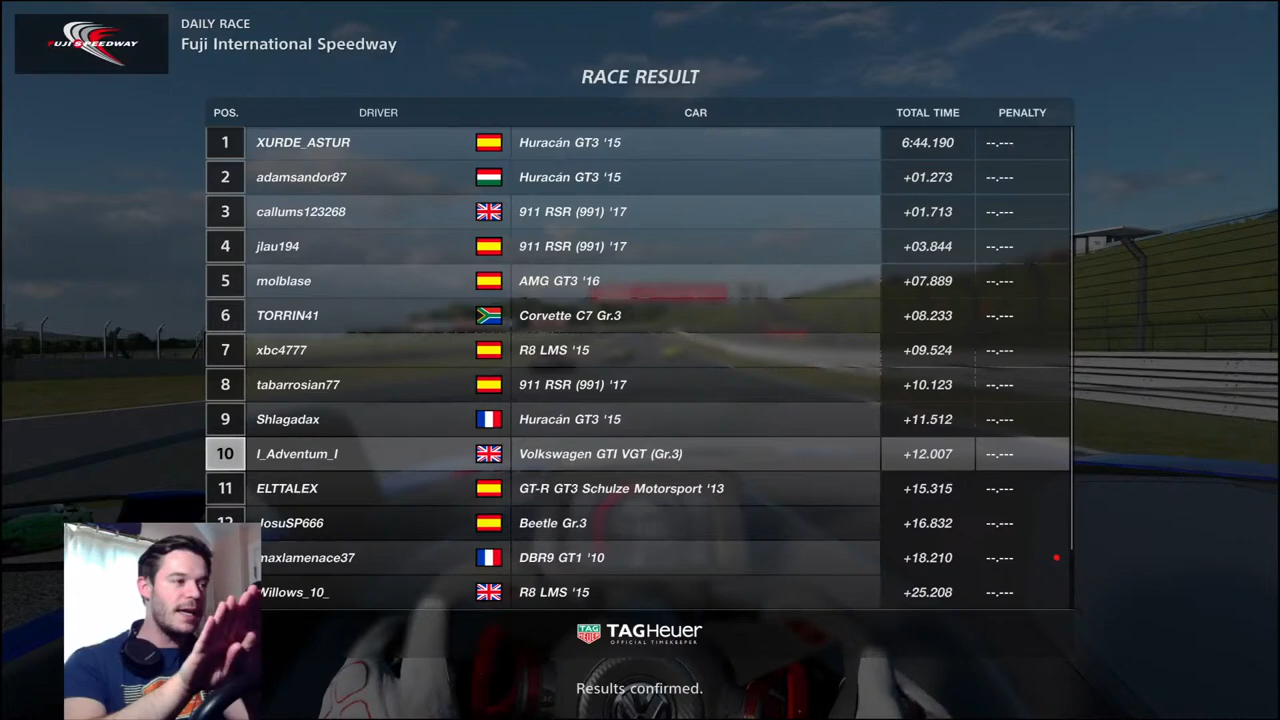 DAILY RACE
FUJI SPEEDWAY
Fuji International Speedway
RACE RESULT
POS. DRIVER CAR TOTAL TIME PENALTY
1 XURDE_ASTUR Huracán GT3 '15 6:44.190 --.---
2 adamsandor87 Huracán GT3 '15 +01.273 --.---
3 callums123268 911 RSR (991) '17 +01.713 --.---
4 jlau194 911 RSR (991) '17 +03.844 --.---
5 molblase AMG GT3 '16 +07.889 --.---
6 TORRIN41 Corvette C7 Gr.3 +08.233 --.---
7 xbc4777 R8 LMS '15 +09.524 --.---
8 tabarrosian77 911 RSR (991) '17 +10.123 --.---
9 Shlagadax Huracán GT3 '15 +11.512 --.---
10 I_Adventum_I Volkswagen GTI VGT (Gr.3) +12.007 --.---
11 ELTTALEX GT-R GT3 Schulze Motorsport '13 +15.315 --.---
12 JosuSP666 Beetle Gr.3 +16.832 --.---
maxlamenace37 DBR9 GT1 '10 +18.210 --.---
Willows_10_ R8 LMS '15 +25.208 --.---
TAG HEUER TAGHeuer
OFFICIAL TIMEKEEPER
Results confirmed.